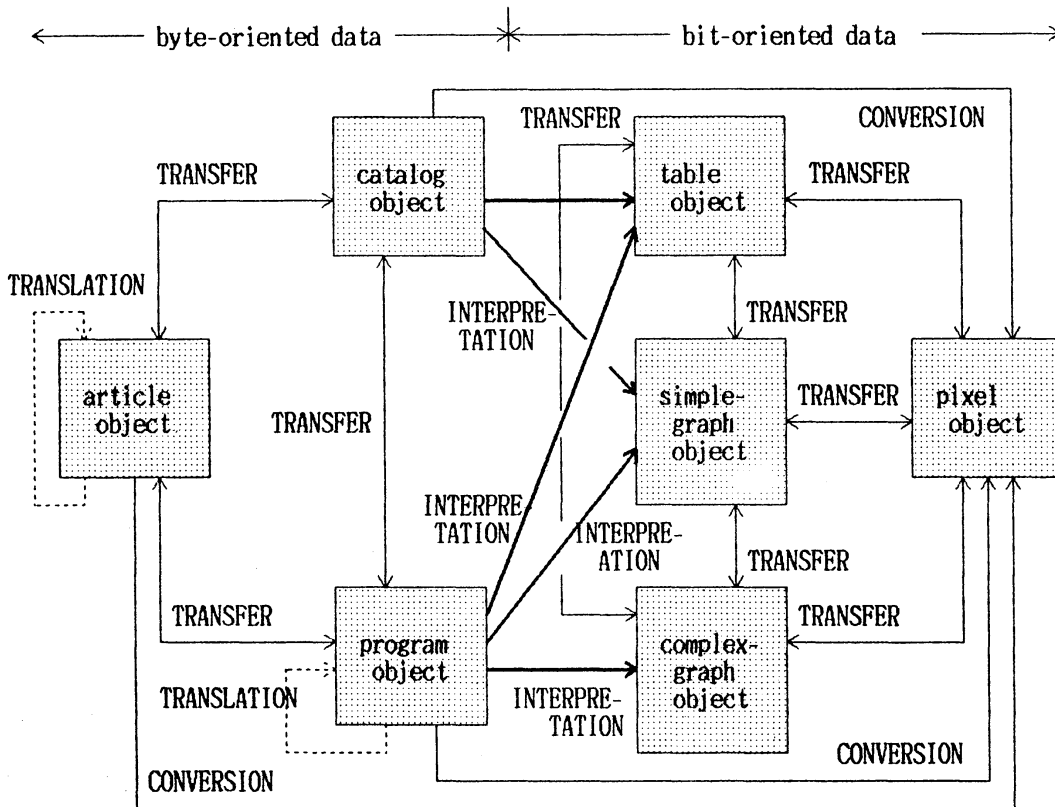 byte-oriented data
bit-oriented data
TRANSFER
CONVERSION
TRANSFER
catalog
object
table
object
TRANSFER
TRANSLATION
INTERPRE-
TATION
TRANSFER
article
object
TRANSFER
simple-
graph
object
TRANSFER
pixel
object
INTERPRE-
TATION
INTERPRE-
ATION
TRANSFER
TRANSFER
program
object
complex-
graph
object
TRANSFER
TRANSLATION
INTERPRE-
TATION
CONVERSION
CONVERSION